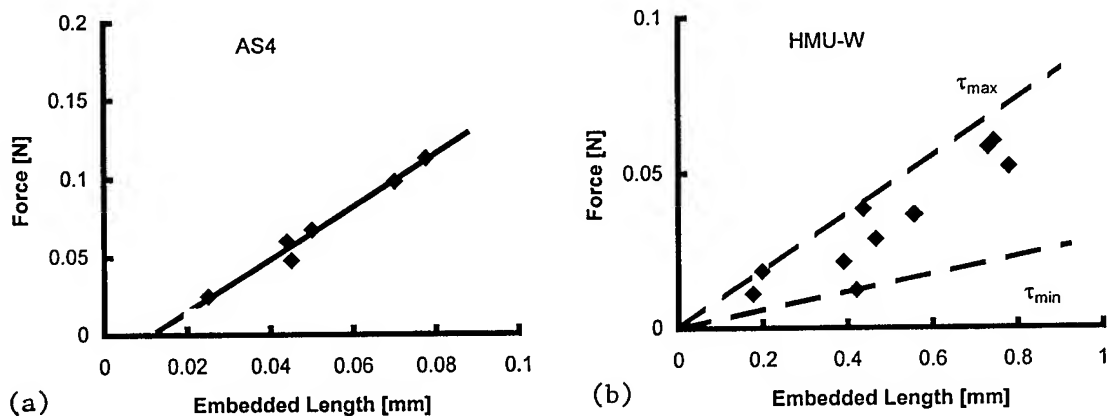 0.2
0.15
0.1
0.05
0
Force [N]
AS4
0 0.02 0.04 0.06 0.08 0.1
Embedded Length [mm]
(a)
0.1
0.05
0
Force [N]
HMU-W
τmax
τmin
0 0.2 0.4 0.6 0.8 1
Embedded Length [mm]
(b)